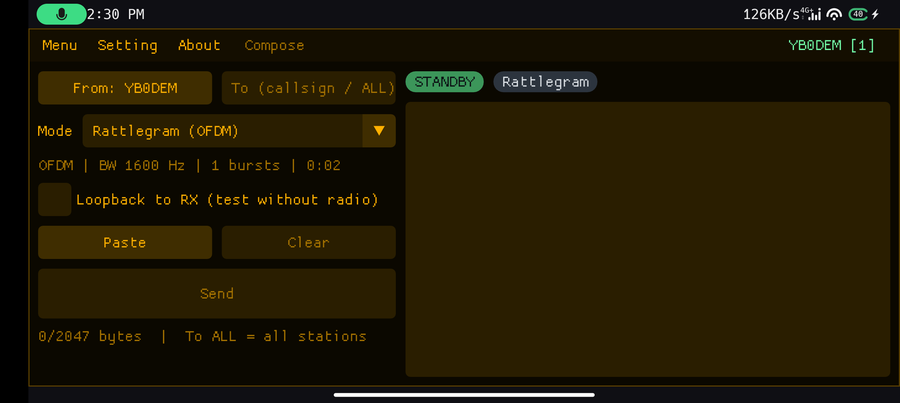 2:30 PM 126KB/s 4G+ 40
Menu Setting About Compose YB0DEM [1]
From: YB0DEM To (callsign / ALL) STANDBY Rattlegram
Mode Rattlegram (OFDM) ▼
OFDM | BW 1600 Hz | 1 bursts | 0:02
Loopback to RX (test without radio)
Paste Clear
Send
0/2047 bytes | To ALL = all stations